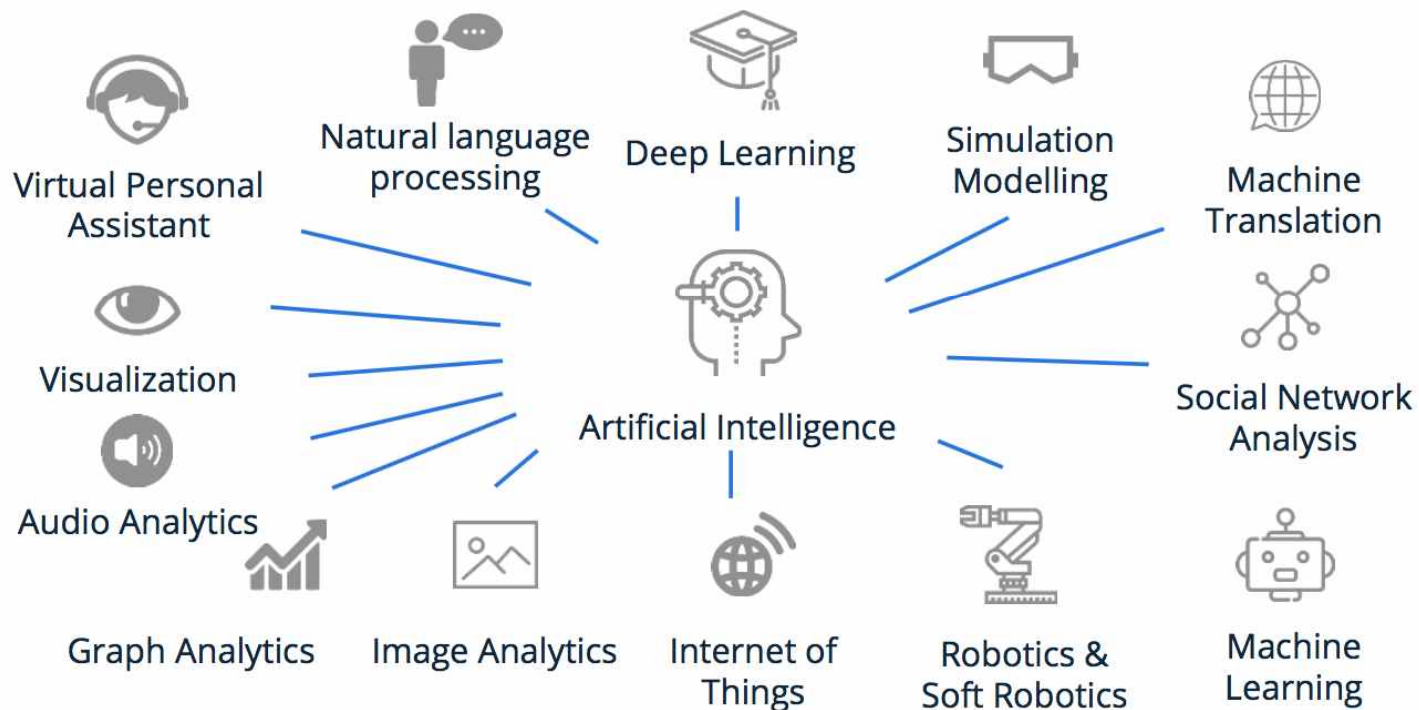 Natural language
processing
Deep Learning
Simulation
Modelling
Virtual Personal
Assistant
Machine
Translation
Visualization
Social Network
Analysis
Artificial Intelligence
Audio Analytics
Graph Analytics
Image Analytics
Internet of
Things
Robotics &
Soft Robotics
Machine
Learning